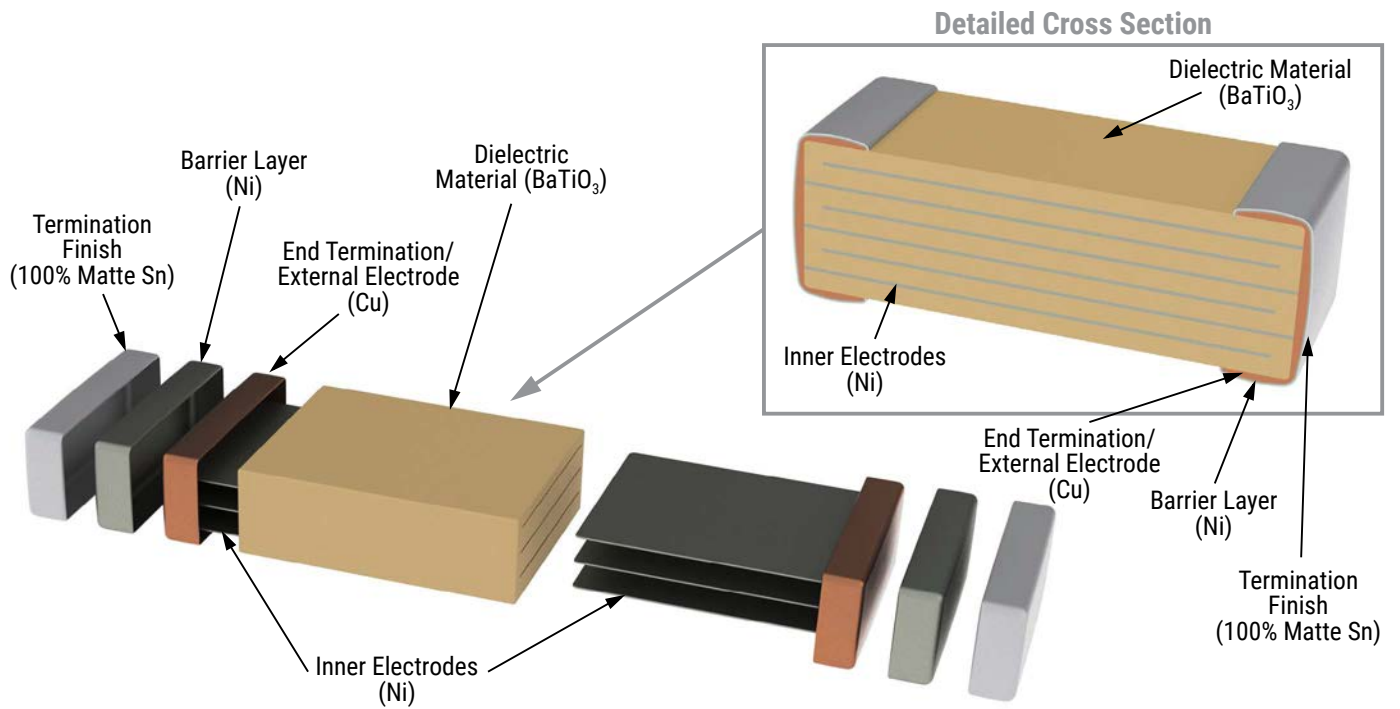 Detailed Cross Section
Dielectric Material
(BaTiO₃)
Inner Electrodes
(Ni)
End Termination/
External Electrode
(Cu)
Barrier Layer
(Ni)
Termination
Finish
(100% Matte Sn)
Termination
Finish
(100% Matte Sn)
Barrier Layer
(Ni)
End Termination/
External Electrode
(Cu)
Dielectric
Material (BaTiO₃)
Inner Electrodes
(Ni)